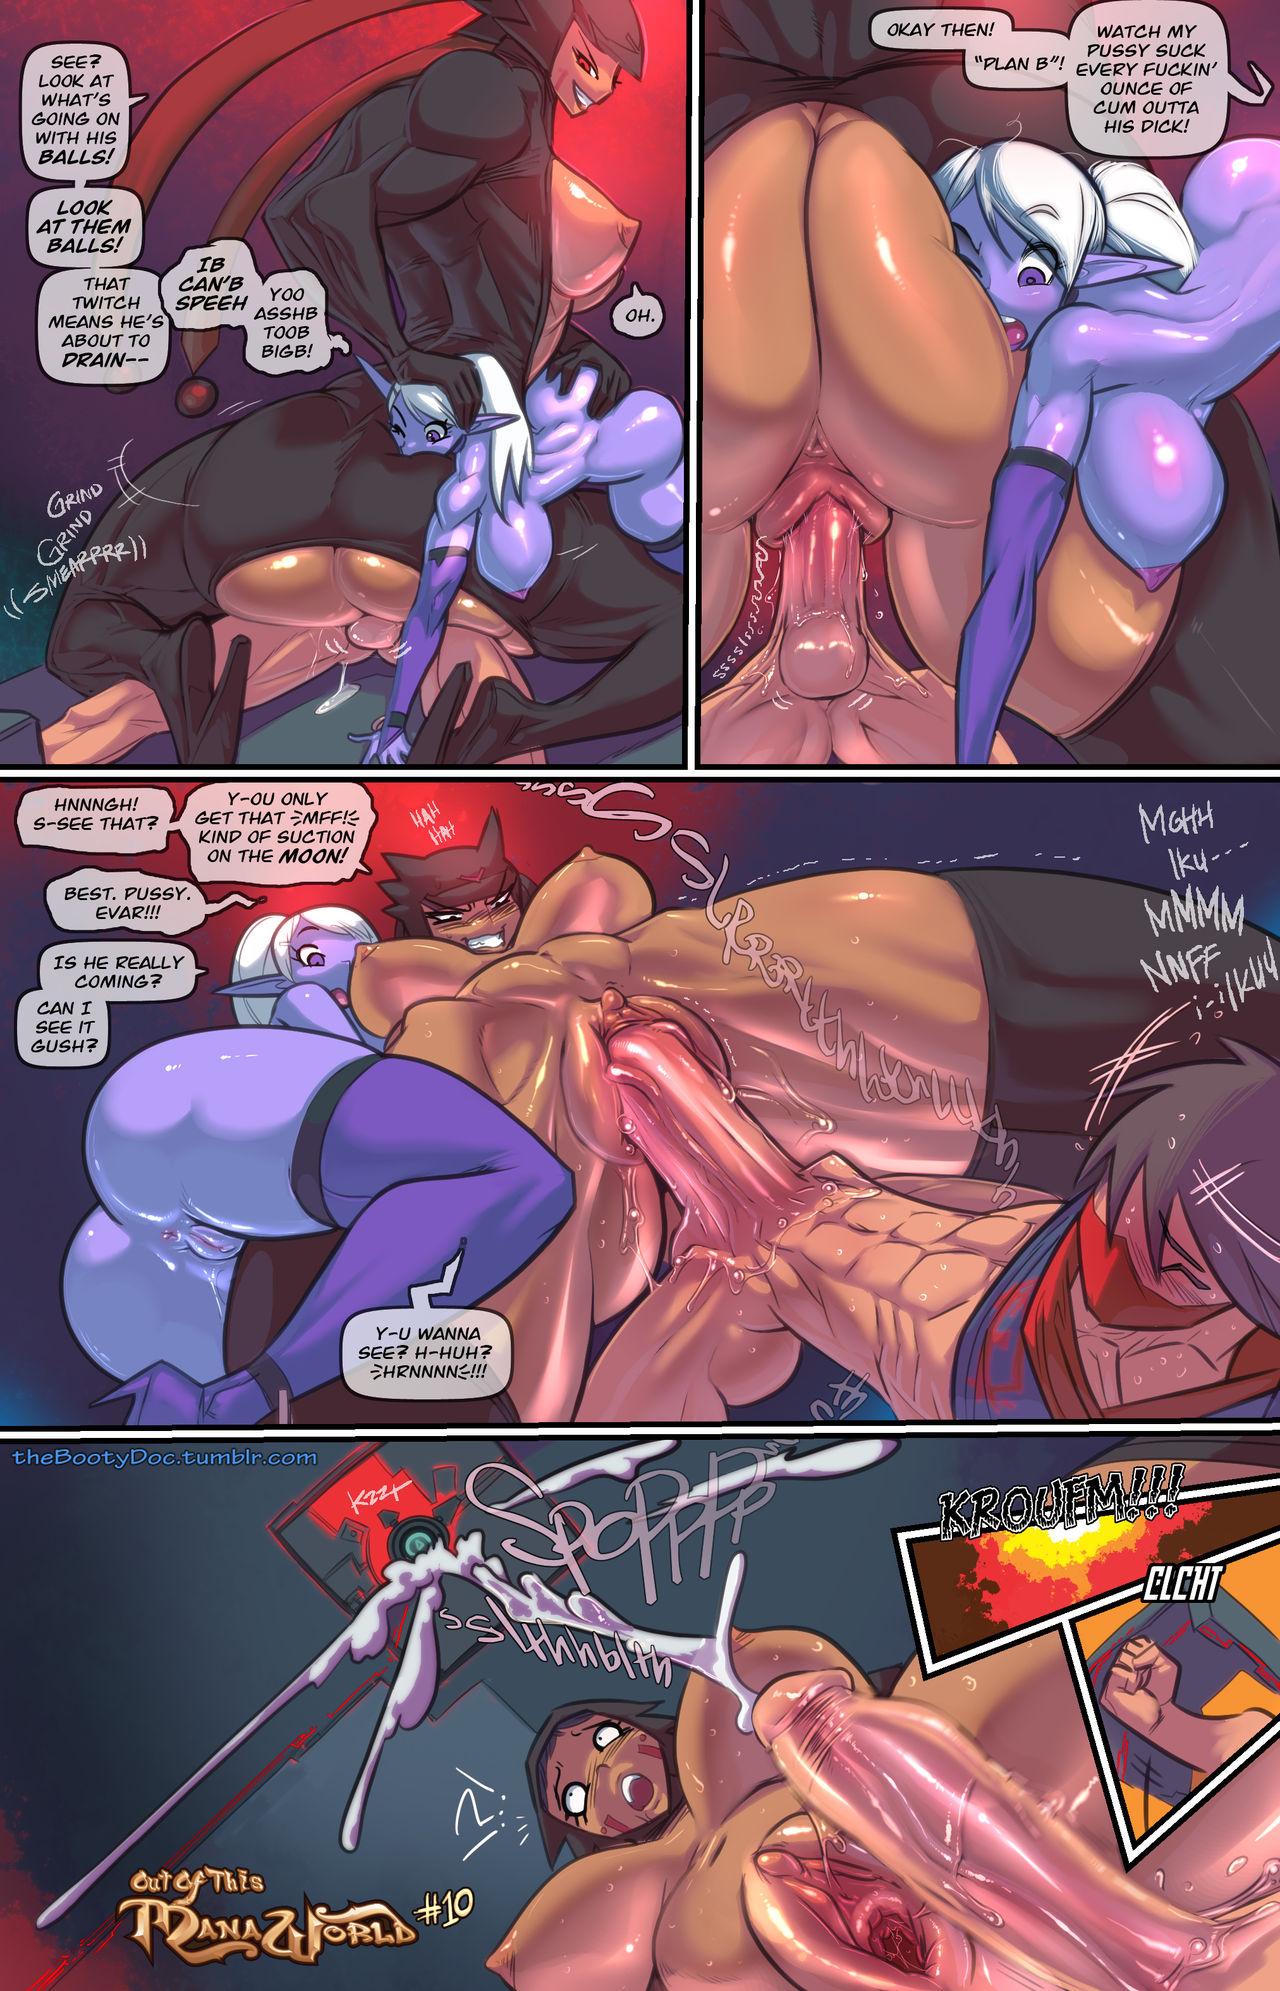 SEE?
LOOK AT
WHAT'S
GOING ON
WITH HIS
BALLS!
LOOK
AT THEM
BALLS!
THAT
TWITCH
MEANS HE'S
ABOUT TO
DRAIN--
IB
CAN'B
SPEEH
YOO
ASSHB
TOOB
BIGB!
OH.
GRIND
GRIND
SMEARRRR
OKAY THEN!
"PLAN B"!
WATCH MY
PUSSY SUCK
EVERY FUCKIN'
OUNCE OF
CUM OUTTA
HIS DICK!
HNNNGH!
S-SEE THAT?
Y-OU ONLY
GET THAT MFF!
KIND OF SUCTION
ON THE MOON!
HAH
HAH
BEST. PUSSY.
EVAR!!!
IS HE REALLY
COMING?
CAN I
SEE IT
GUSH?
MGHH
IKU---
MMMM
NNFF
i-iIKUU
Y-U WANNA
SEE? H-HUH?
HRNNNN!!!
theBootyDoc.tumblr.com
KZZT
KROUFM!!!
CLCHT
sslthhblth
?!
OUT OF THIS
MANA WORLD #10